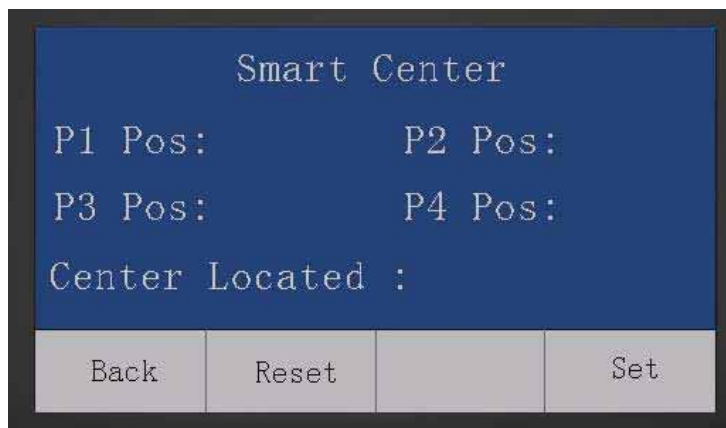 Smart Center
P1 Pos: P2 Pos:
P3 Pos: P4 Pos:
Center Located :
Back Reset Set